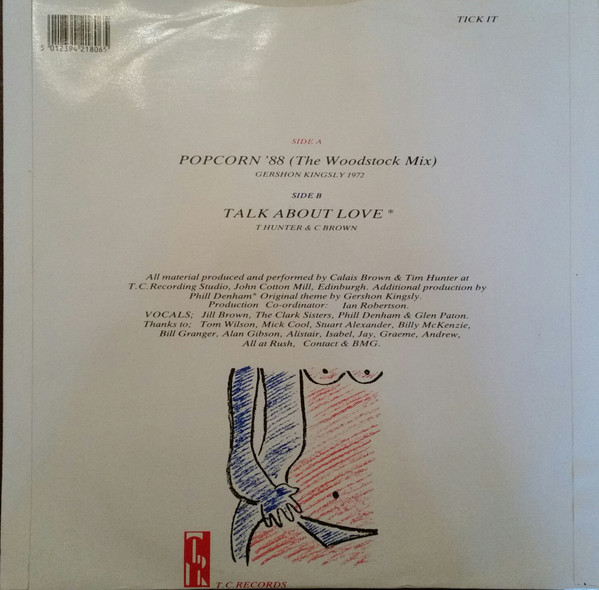 TICK IT
5 012394 218065
SIDE A
POPCORN '88 (The Woodstock Mix)
GERSHON KINGSLY 1972
SIDE B
TALK ABOUT LOVE *
T HUNTER & C BROWN
All material produced and performed by Calais Brown & Tim Hunter at
T.C.Recording Studio, John Cotton Mill, Edinburgh. Additional production by
Phill Denham* Original theme by Gershon Kingsly.
Production Co-ordinator: Ian Robertson.
VOCALS; Jill Brown, The Clark Sisters, Phill Denham & Glen Paton.
Thanks to; Tom Wilson, Mick Cool, Stuart Alexander, Billy McKenzie,
Bill Granger, Alan Gibson, Alistair, Isabel, Jay, Graeme, Andrew,
All at Rush, Contact & BMG.
T.C.RECORDS